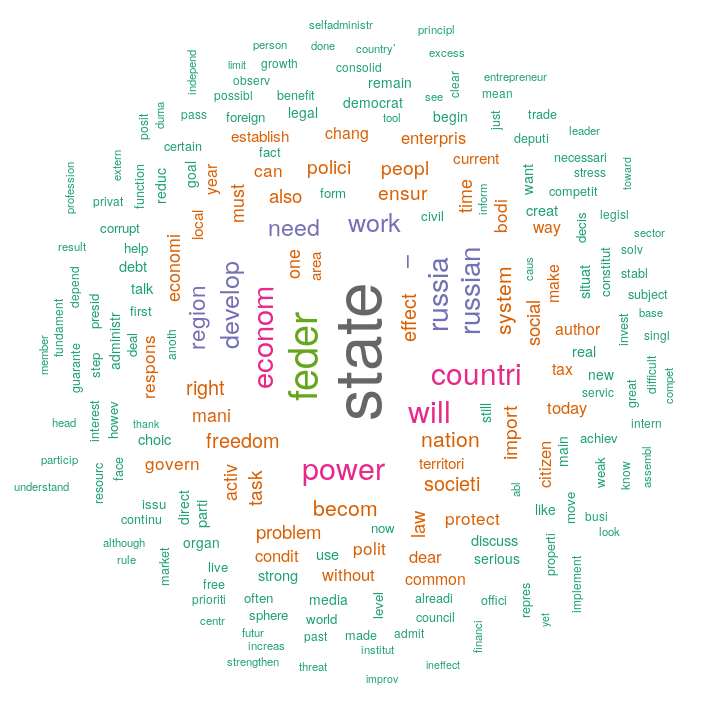 selfadministr
principl
person
done
country'
excess
limit
growth
consolid
independ
observ
remain
clear
entrepreneur
possibl
benefit
see
mean
duma
posit
pass
foreign
legal
democrat
tool
begin
just
trade
leader
establish
chang
enterpris
deputi
certain
fact
current
necessari
extern
function
reduc
goal
year
can
polici
peopl
want
stress
toward
profession
privat
must
also
form
ensur
time
inform
bodi
creat
competit
decis
legisl
corrupt
local
need
work
civil
way
sector
result
help
economi
one
area
I
russia
russian
system
caus
make
situat
constitut
solv
debt
depend
talk
region
develop
econom
feder
state
effect
social
stabl
subject
fundament
presid
first
administr
deal
anoth
author
invest
base
member
guarante
step
respons
real
singl
right
countri
tax
new
difficult
compet
servic
great
interest
howev
mani
will
still
import
today
head
thank
choic
freedom
nation
citizen
main
achiev
intern
particip
resourc
face
govern
activ
task
power
territori
societi
abl
weak
know
assembl
understand
issu
direct
parti
becom
law
protect
like
move
busi
continu
look
although
organ
problem
now
discuss
properti
rule
market
condit
use
polit
dear
serious
live
strong
without
common
implement
free
prioriti
often
media
level
alreadi
offici
repres
yet
centr
sphere
world
council
futur
past
made
admit
financi
increas
institut
strengthen
threat
ineffect
improv